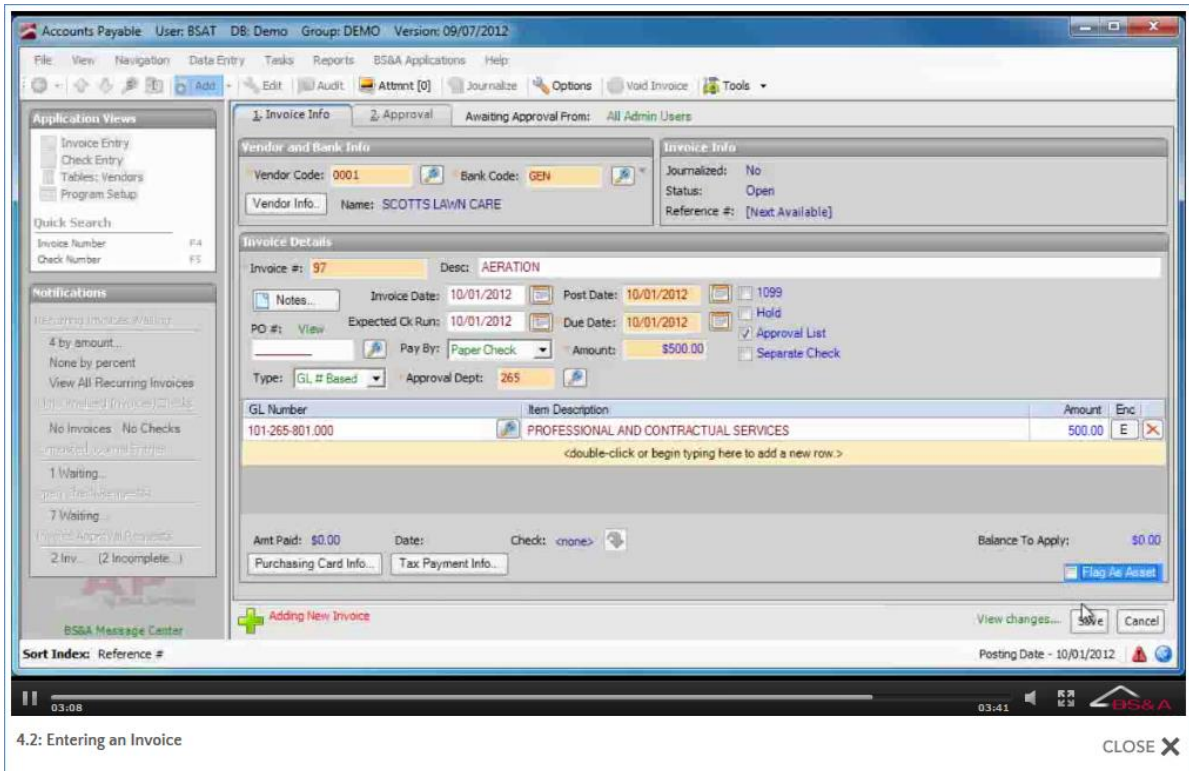 Accounts Payable User: BSAT DB: Demo Group: DEMO Version: 09/07/2012
File View Navigation Data Entry Tasks Reports BS&A Applications Help
Add Edit Audit Attmnt [0] Journalize Options Void Invoice Tools
Application Views
Invoice Entry
Check Entry
Tables: Vendors
Program Setup
Quick Search
Invoice Number F4
Check Number F5
Notifications
4 by amount...
None by percent
View All Recurring Invoices
No Invoices No Checks
1 Waiting...
7 Waiting...
2 Inv... (2 Incomplete...)
AP
BS&A Message Center
1. Invoice Info 2. Approval Awaiting Approval From: All Admin Users
Vendor and Bank Info
Vendor Code: 0001 Bank Code: GEN
Vendor Info.. Name: SCOTTS LAWN CARE
Invoice Info
Journalized: No
Status: Open
Reference #: [Next Available]
Invoice Details
Invoice #: 97 Desc: AERATION
Notes... Invoice Date: 10/01/2012 Post Date: 10/01/2012 1099
Hold
PO #: View Expected Ck Run: 10/01/2012 Due Date: 10/01/2012
Approval List
Pay By: Paper Check Amount: $500.00 Separate Check
Type: GL # Based Approval Dept: 265
GL Number Item Description Amount Enc
101-265-801.000 PROFESSIONAL AND CONTRACTUAL SERVICES 500.00 E
<double-click or begin typing here to add a new row.>
Amt Paid: $0.00 Date: Check: <none> Balance To Apply: $0.00
Purchasing Card Info... Tax Payment Info... Flag As Asset
Adding New Invoice View changes.... Save Cancel
Sort Index: Reference # Posting Date - 10/01/2012
03:08 03:41 BS&A
4.2: Entering an Invoice CLOSE